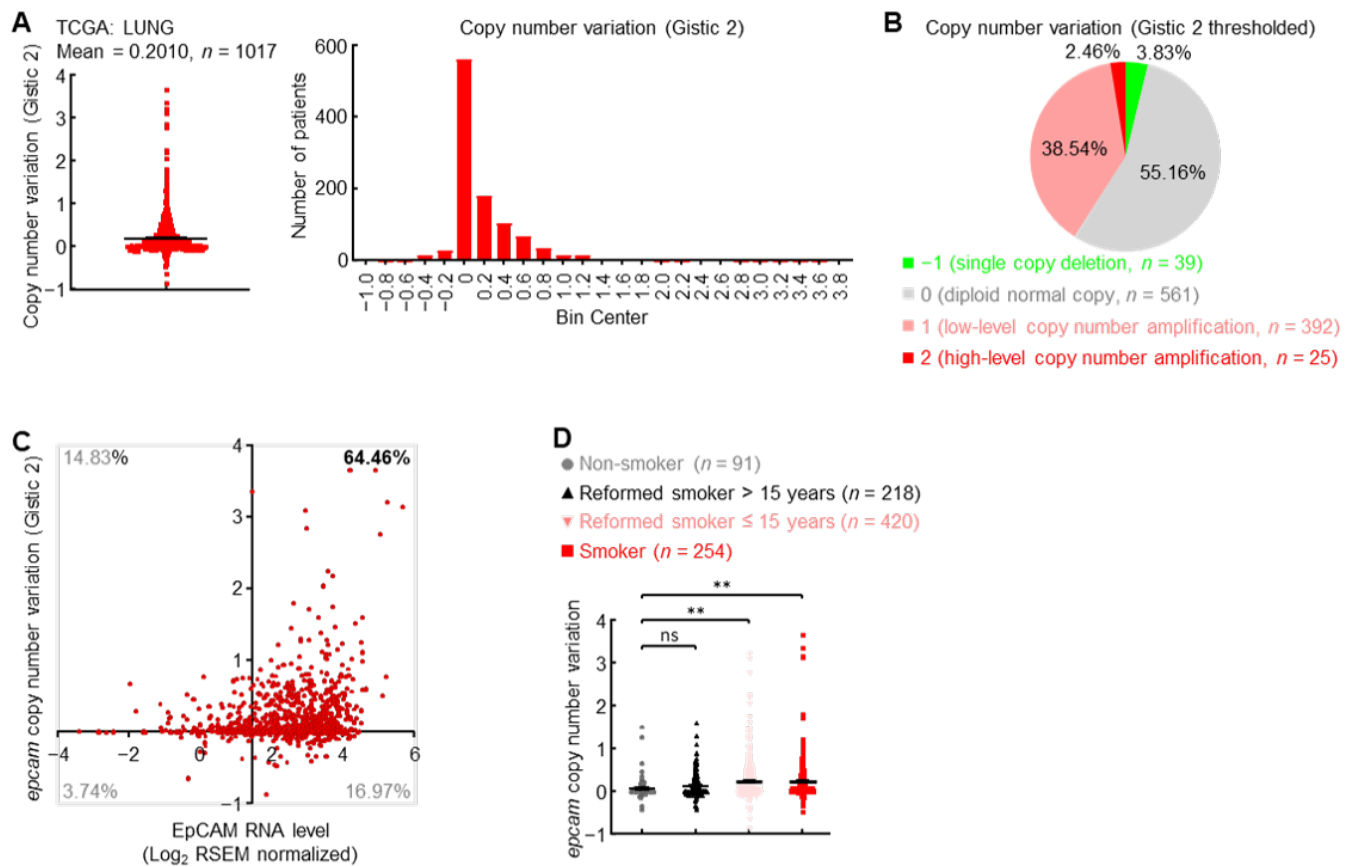 A
TCGA: LUNG
Mean = 0.2010, n = 1017
Copy number variation (Gistic 2)
4
3
2
1
0
−1
Copy number variation (Gistic 2)
Number of patients
600
400
200
0
−1.0
−0.8
−0.6
−0.4
−0.2
0
0.2
0.4
0.6
0.8
1.0
1.2
1.4
1.6
1.8
2.0
2.2
2.4
2.6
2.8
3.0
3.2
3.4
3.6
3.8
Bin Center
B
Copy number variation (Gistic 2 thresholded)
2.46%
3.83%
38.54%
55.16%
−1 (single copy deletion, n = 39)
0 (diploid normal copy, n = 561)
1 (low-level copy number amplification, n = 392)
2 (high-level copy number amplification, n = 25)
C
epcam copy number variation (Gistic 2)
14.83%
64.46%
3.74%
16.97%
4
3
2
1
−1
−4
−2
0
2
4
6
EpCAM RNA level
(Log₂ RSEM normalized)
D
Non-smoker (n = 91)
Reformed smoker > 15 years (n = 218)
Reformed smoker ≤ 15 years (n = 420)
Smoker (n = 254)
**
**
ns
epcam copy number variation
4
3
2
1
0
−1